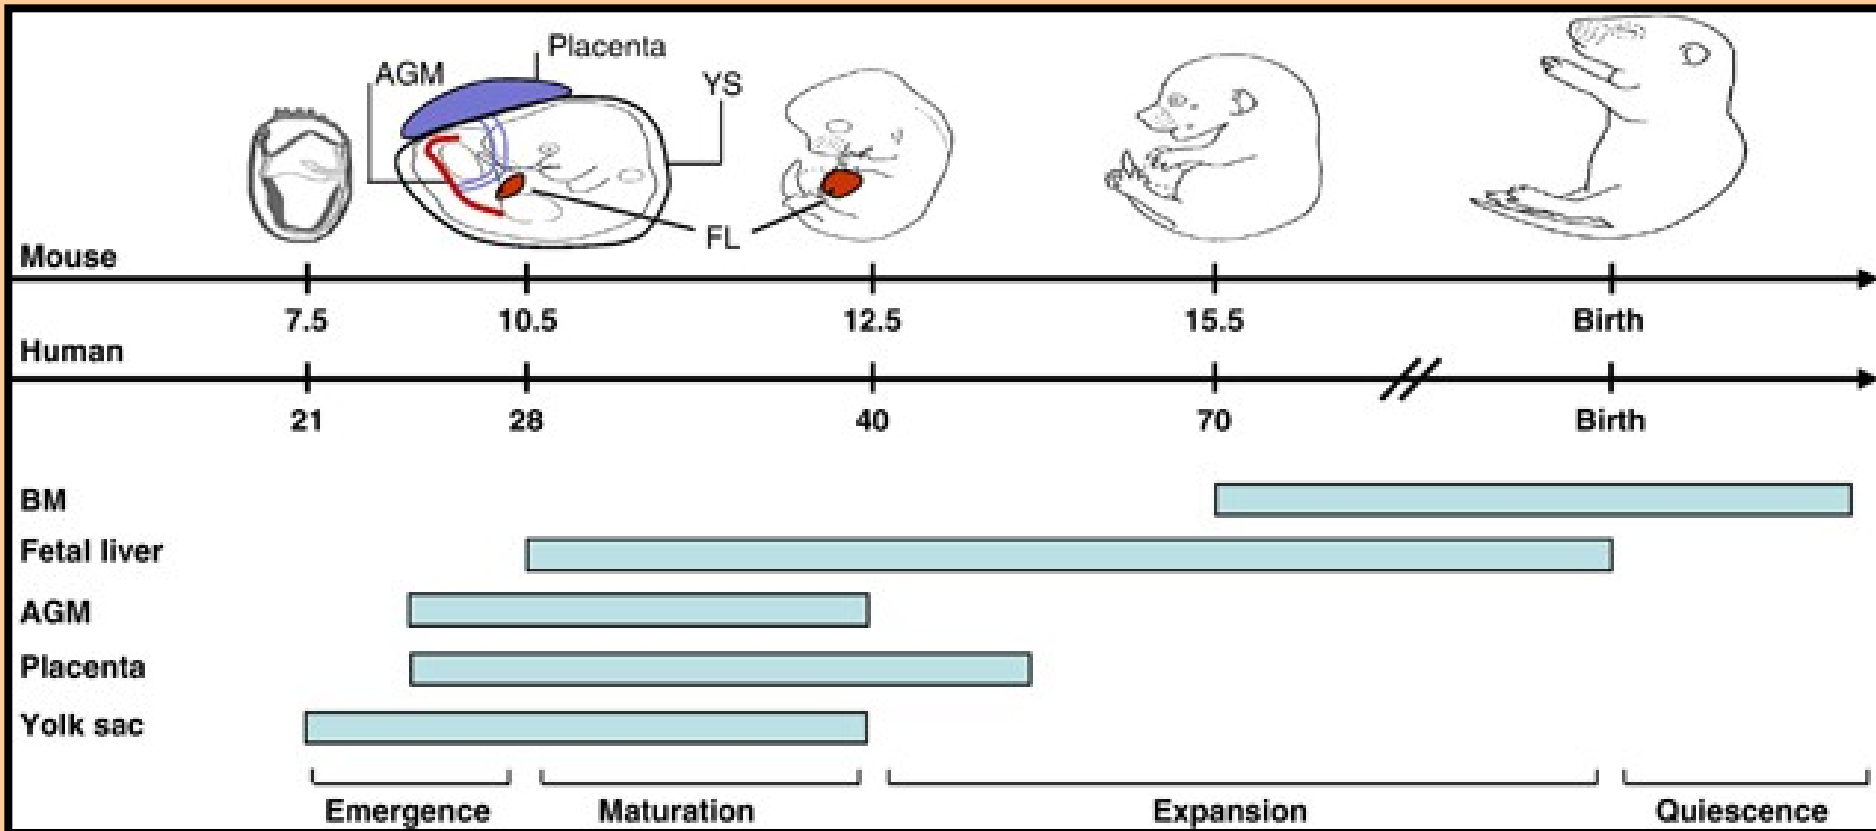 Placenta
AGM
YS
FL
Mouse
7.5 10.5 12.5 15.5 Birth
Human
21 28 40 70 Birth
BM
Fetal liver
AGM
Placenta
Yolk sac
Emergence Maturation Expansion Quiescence